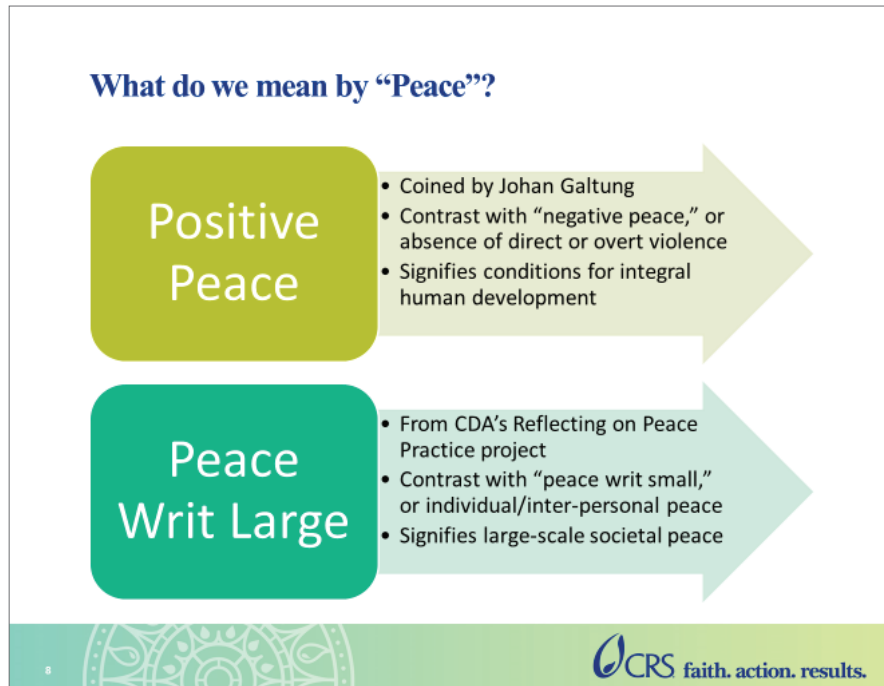 What do we mean by “Peace”?
Positive
Peace
• Coined by Johan Galtung
• Contrast with “negative peace,” or
absence of direct or overt violence
• Signifies conditions for integral
human development
Peace
Writ Large
• From CDA’s Reflecting on Peace
Practice project
• Contrast with “peace writ small,”
or individual/inter-personal peace
• Signifies large-scale societal peace
8
CRS faith. action. results.